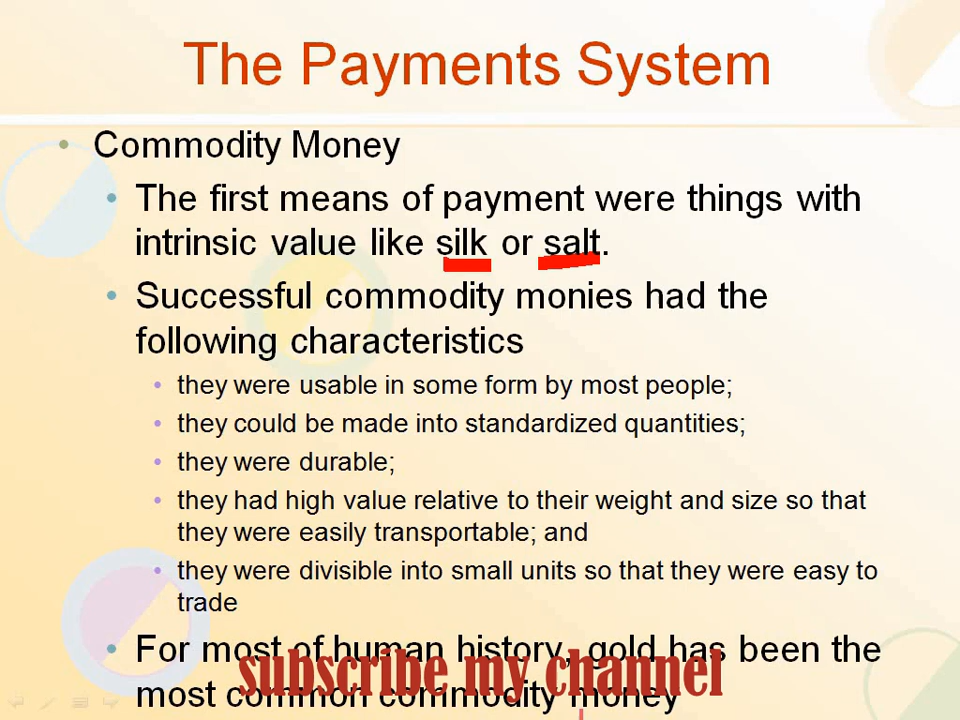 The Payments System
• Commodity Money
• The first means of payment were things with
intrinsic value like silk or salt.
• Successful commodity monies had the
following characteristics
• they were usable in some form by most people;
• they could be made into standardized quantities;
• they were durable;
• they had high value relative to their weight and size so that
they were easily transportable; and
• they were divisible into small units so that they were easy to
trade
• For most of human history, gold has been the
most common commodity money
subscribe my channel